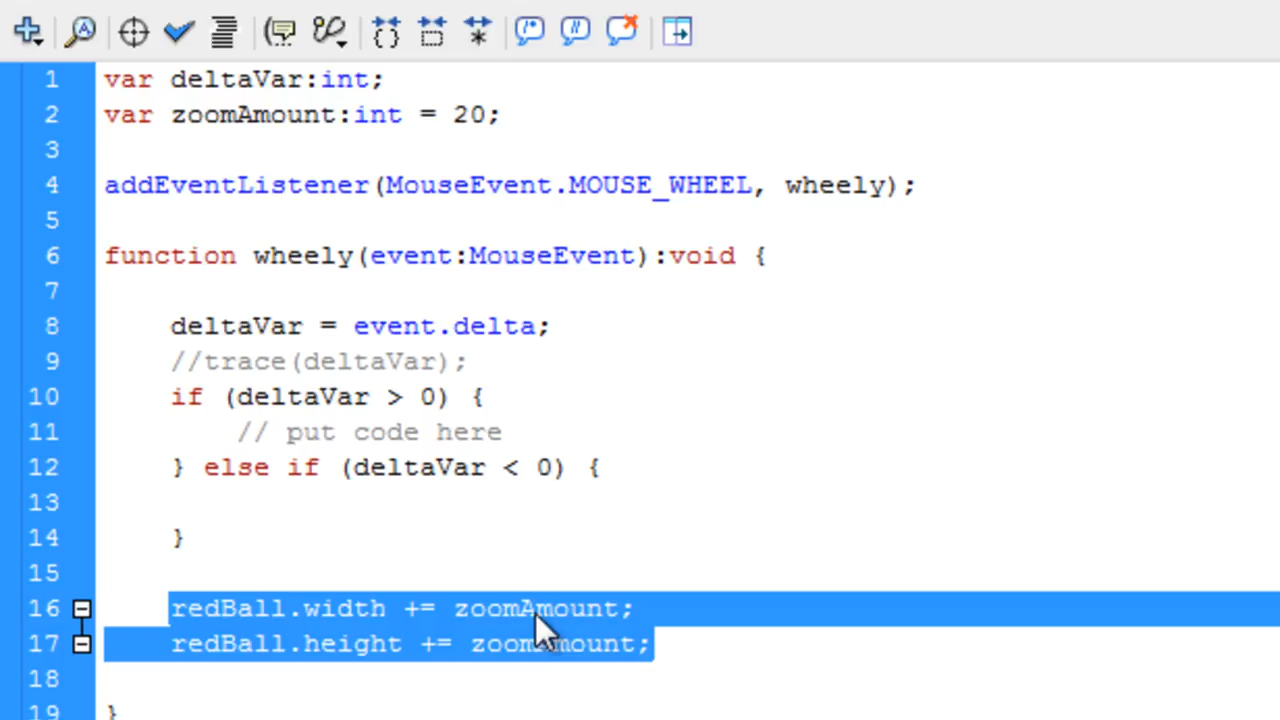 1 var deltaVar:int;
2 var zoomAmount:int = 20;
3
4 addEventListener(MouseEvent.MOUSE_WHEEL, wheely);
5
6 function wheely(event:MouseEvent):void {
7
8 deltaVar = event.delta;
9 //trace(deltaVar);
10 if (deltaVar > 0) {
11 // put code here
12 } else if (deltaVar < 0) {
13
14 }
15
16 redBall.width += zoomAmount;
17 redBall.height += zoomAmount;
18
19 }